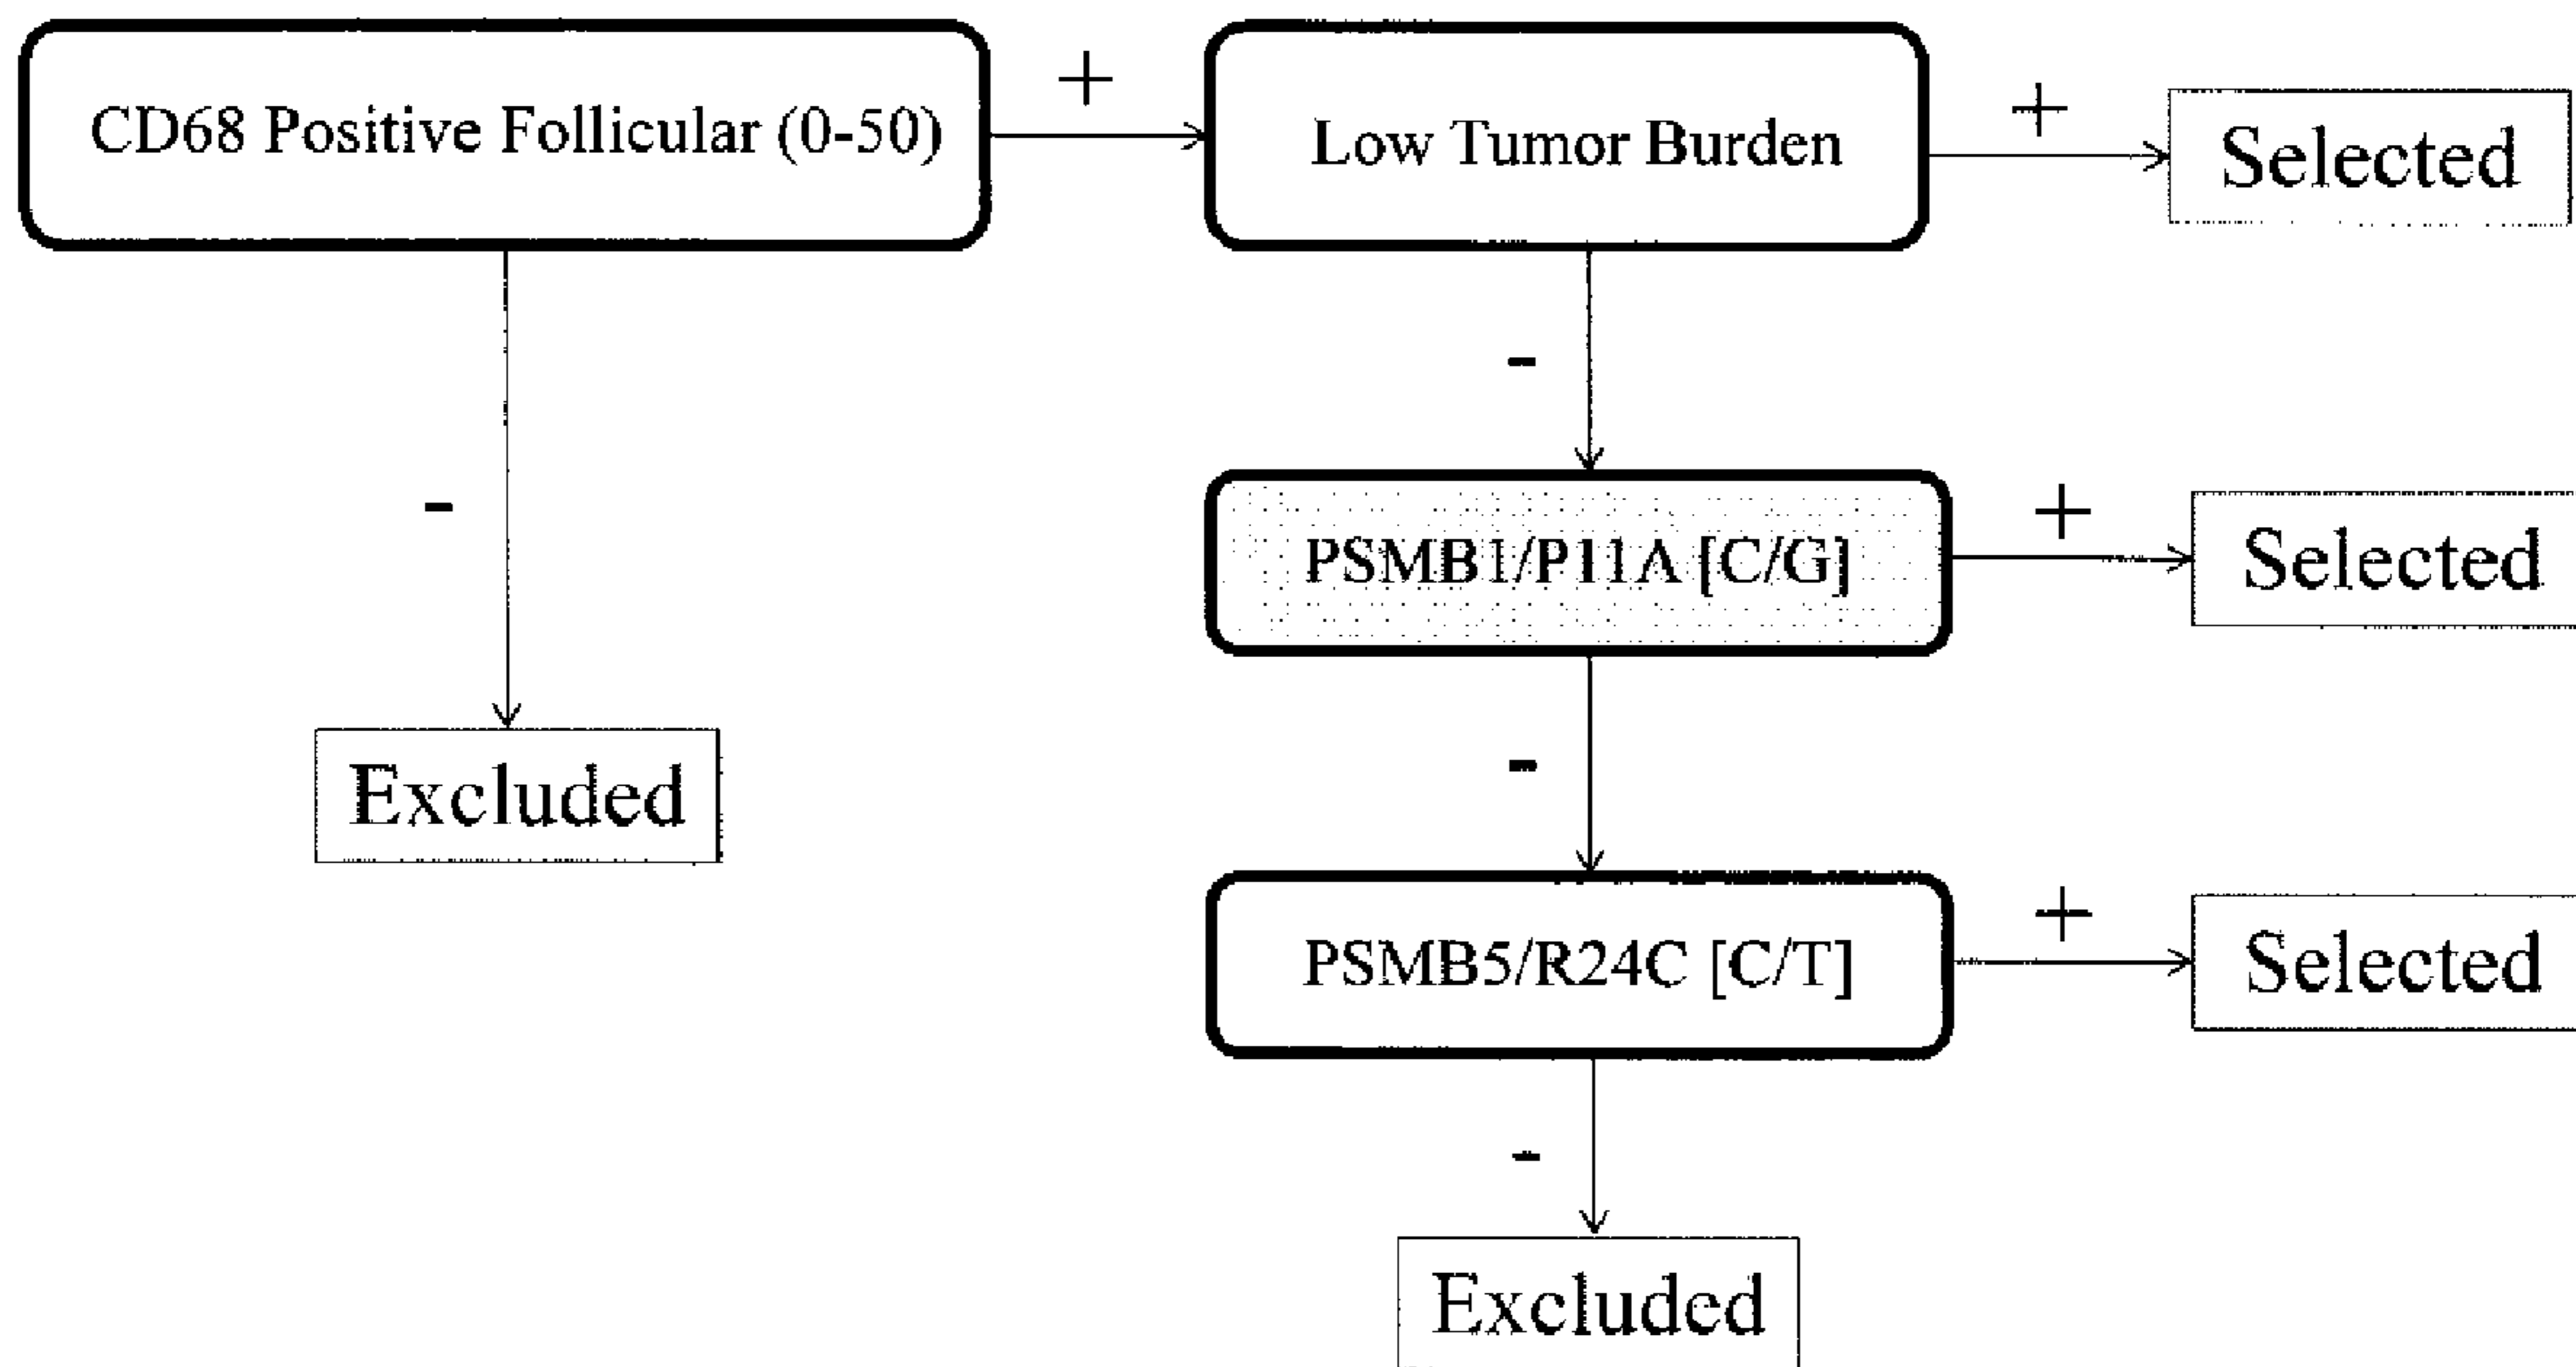 CD68 Positive Follicular (0-50)
+
Low Tumor Burden
+
Selected
-
-
PSMB1/P11A [C/G]
+
Selected
-
Excluded
PSMB5/R24C [C/T]
+
Selected
-
Excluded